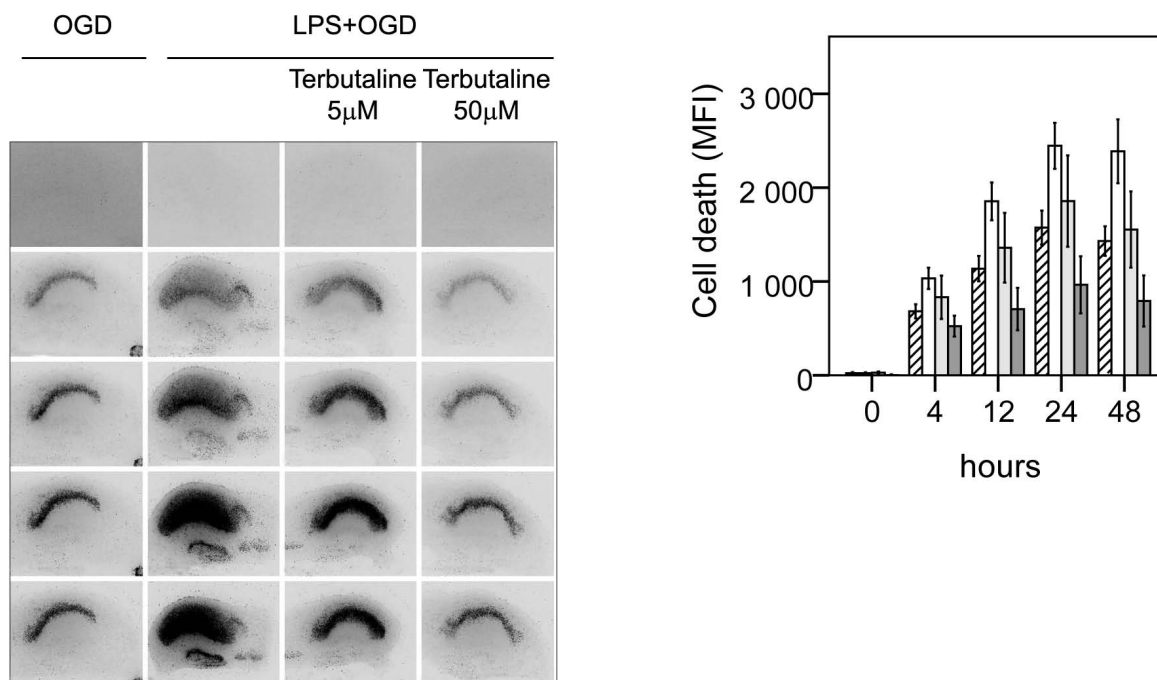 OGD LPS+OGD
Terbutaline Terbutaline
5μM 50μM
Cell death (MFI)
3 000
2 000
1 000
0
0 4 12 24 48
hours